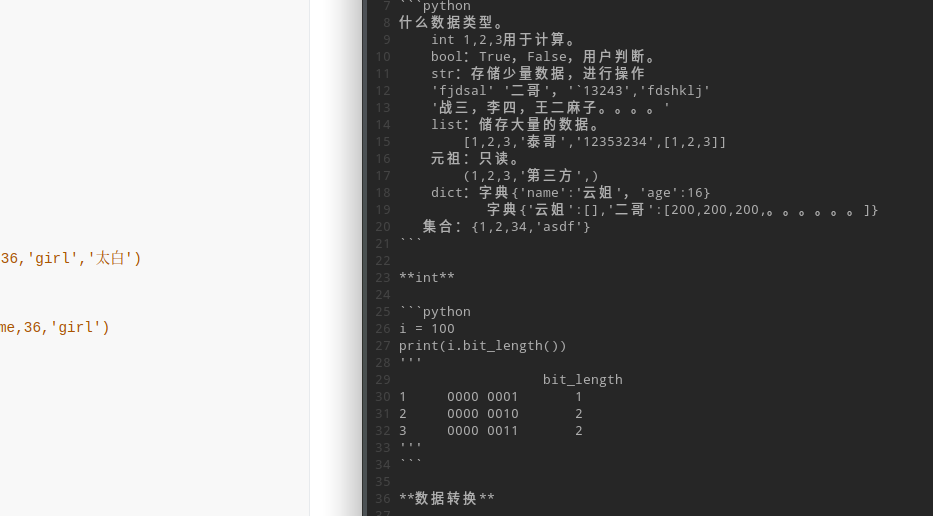 36,'girl','太白')
me,36,'girl')
7 ```python
8 什么数据类型。
9 int 1,2,3用于计算。
10 bool：True，False，用户判断。
11 str：存储少量数据，进行操作
12 'fjdsal' '二哥'，'`13243','fdshklj'
13 '战三，李四，王二麻子。。。。'
14 list：储存大量的数据。
15 [1,2,3,'泰哥','12353234',[1,2,3]]
16 元祖：只读。
17 (1,2,3,'第三方',)
18 dict：字典{'name':'云姐'，'age':16}
19 字典{'云姐':[],'二哥':[200,200,200,。。。。。。]}
20 集合：{1,2,34,'asdf'}
21 ```
22
23 **int**
24
25 ```python
26 i = 100
27 print(i.bit_length())
28 '''
29 bit_length
30 1 0000 0001 1
31 2 0000 0010 2
32 3 0000 0011 2
33 '''
34 ```
35
36 **数据转换**
37